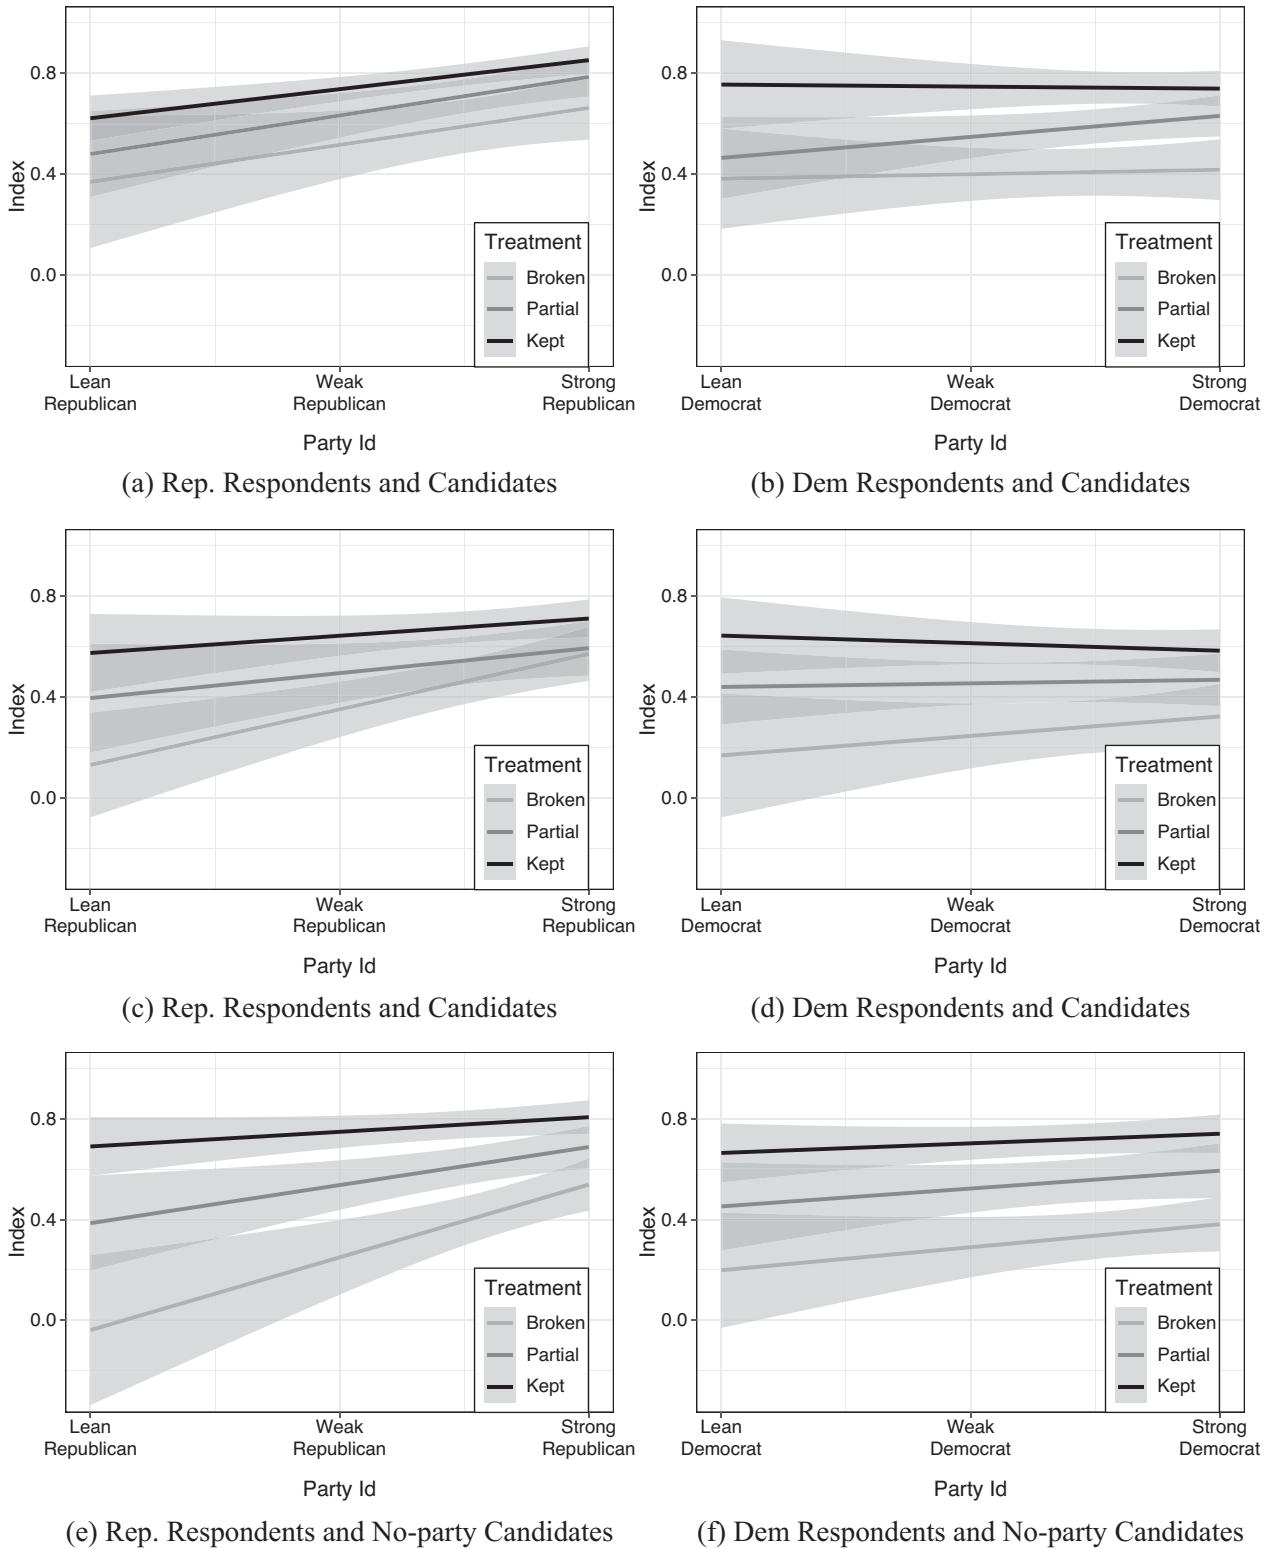 0.8
0.4
0.0
Index
Treatment
Broken
Partial
Kept
Lean Republican
Weak Republican
Strong Republican
Party Id
(a) Rep. Respondents and Candidates
0.8
0.4
0.0
Index
Treatment
Broken
Partial
Kept
Lean Democrat
Weak Democrat
Strong Democrat
Party Id
(b) Dem Respondents and Candidates
0.8
0.4
0.0
Index
Treatment
Broken
Partial
Kept
Lean Republican
Weak Republican
Strong Republican
Party Id
(c) Rep. Respondents and Candidates
0.8
0.4
0.0
Index
Treatment
Broken
Partial
Kept
Lean Democrat
Weak Democrat
Strong Democrat
Party Id
(d) Dem Respondents and Candidates
0.8
0.4
0.0
Index
Treatment
Broken
Partial
Kept
Lean Republican
Weak Republican
Strong Republican
Party Id
(e) Rep. Respondents and No-party Candidates
0.8
0.4
0.0
Index
Treatment
Broken
Partial
Kept
Lean Democrat
Weak Democrat
Strong Democrat
Party Id
(f) Dem Respondents and No-party Candidates